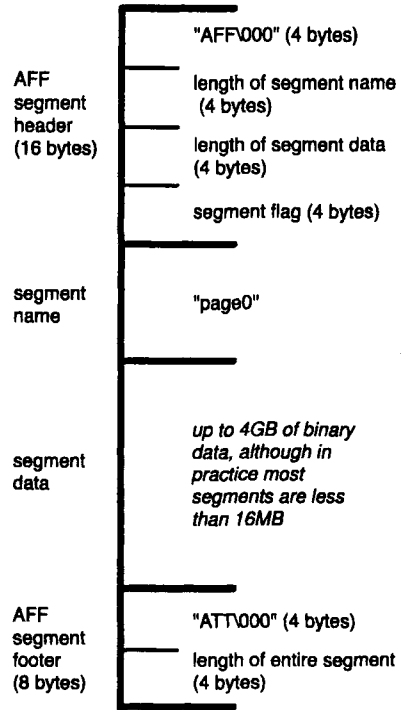 "AFF\000" (4 bytes)
AFF
segment
header
(16 bytes)
length of segment name
(4 bytes)
length of segment data
(4 bytes)
segment flag (4 bytes)
segment
name
"page0"
segment
data
up to 4GB of binary
data, although in
practice most
segments are less
than 16MB
AFF
segment
footer
(8 bytes)
"ATT\000" (4 bytes)
length of entire segment
(4 bytes)